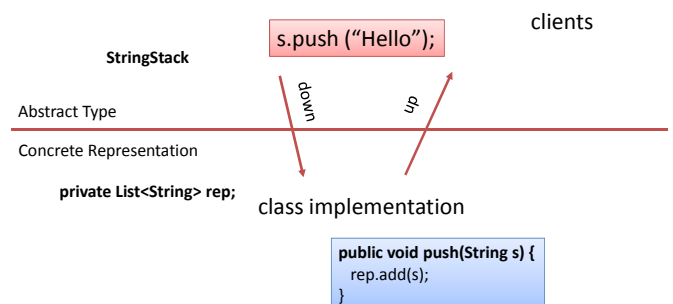 clients
s.push (“Hello”);
StringStack
down
up
Abstract Type
Concrete Representation
private List<String> rep;
class implementation
public void push(String s) {
rep.add(s);
}